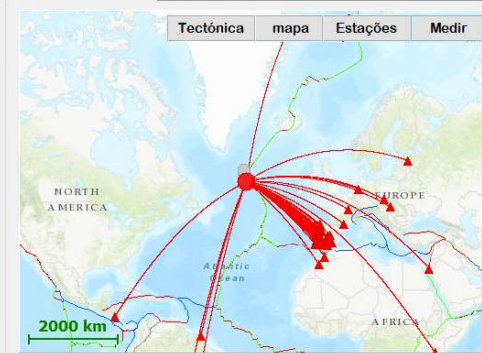 Tectónica mapa Estações Medir
NORTH
AMERICA
EUROPE
Atlantic
Ocean
AFRICA
2000 km